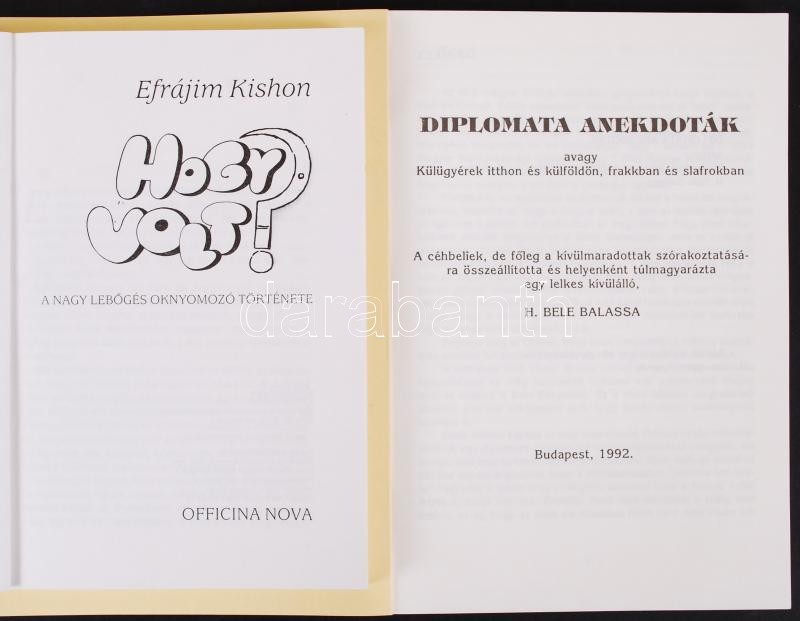 Efrájim Kishon
HOGY
VOLT?!
A NAGY LEBŐGÉS OKNYOMOZÓ TÖRTÉNETE
OFFICINA NOVA
DIPLOMATA ANEKDOTÁK
avagy
Külügyérek itthon és külföldön, frakkban és slafrokban
A céhbeliek, de főleg a kívülmaradottak szórakoztatásá-
ra összeállította és helyenként túlmagyarázta
egy lelkes kívülálló,
H. BELE BALASSA
Budapest, 1992.
darabanth